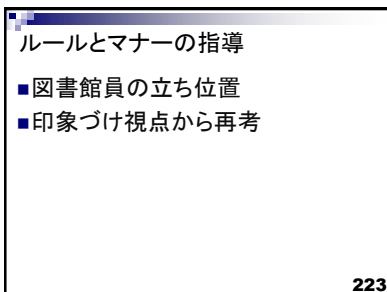 ルールとマナーの指導
■図書館員の立ち位置
■印象づけ視点から再考
223